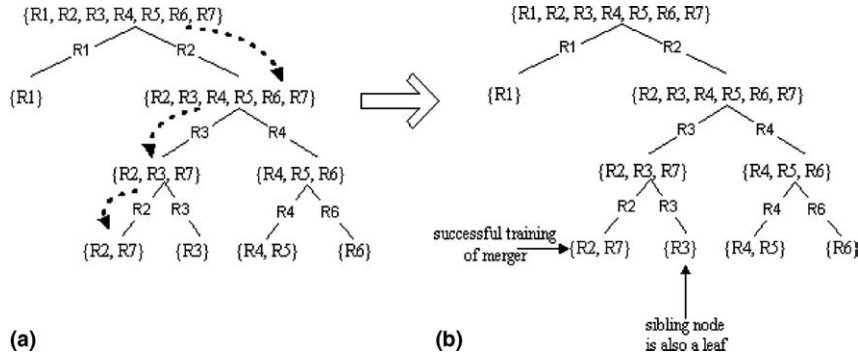 {R1, R2, R3, R4, R5, R6, R7}
R1 R2
{R1} {R2, R3, R4, R5, R6, R7}
R3 R4
{R2, R3, R7} {R4, R5, R6}
R2 R3 R4 R6
{R2, R7} {R3} {R4, R5} {R6}
(a)
{R1, R2, R3, R4, R5, R6, R7}
R1 R2
{R1} {R2, R3, R4, R5, R6, R7}
R3 R4
{R2, R3, R7} {R4, R5, R6}
R2 R3 R4 R6
successful training
of merger
{R2, R7} {R3} {R4, R5} {R6}
sibling node
is also a leaf
(b)